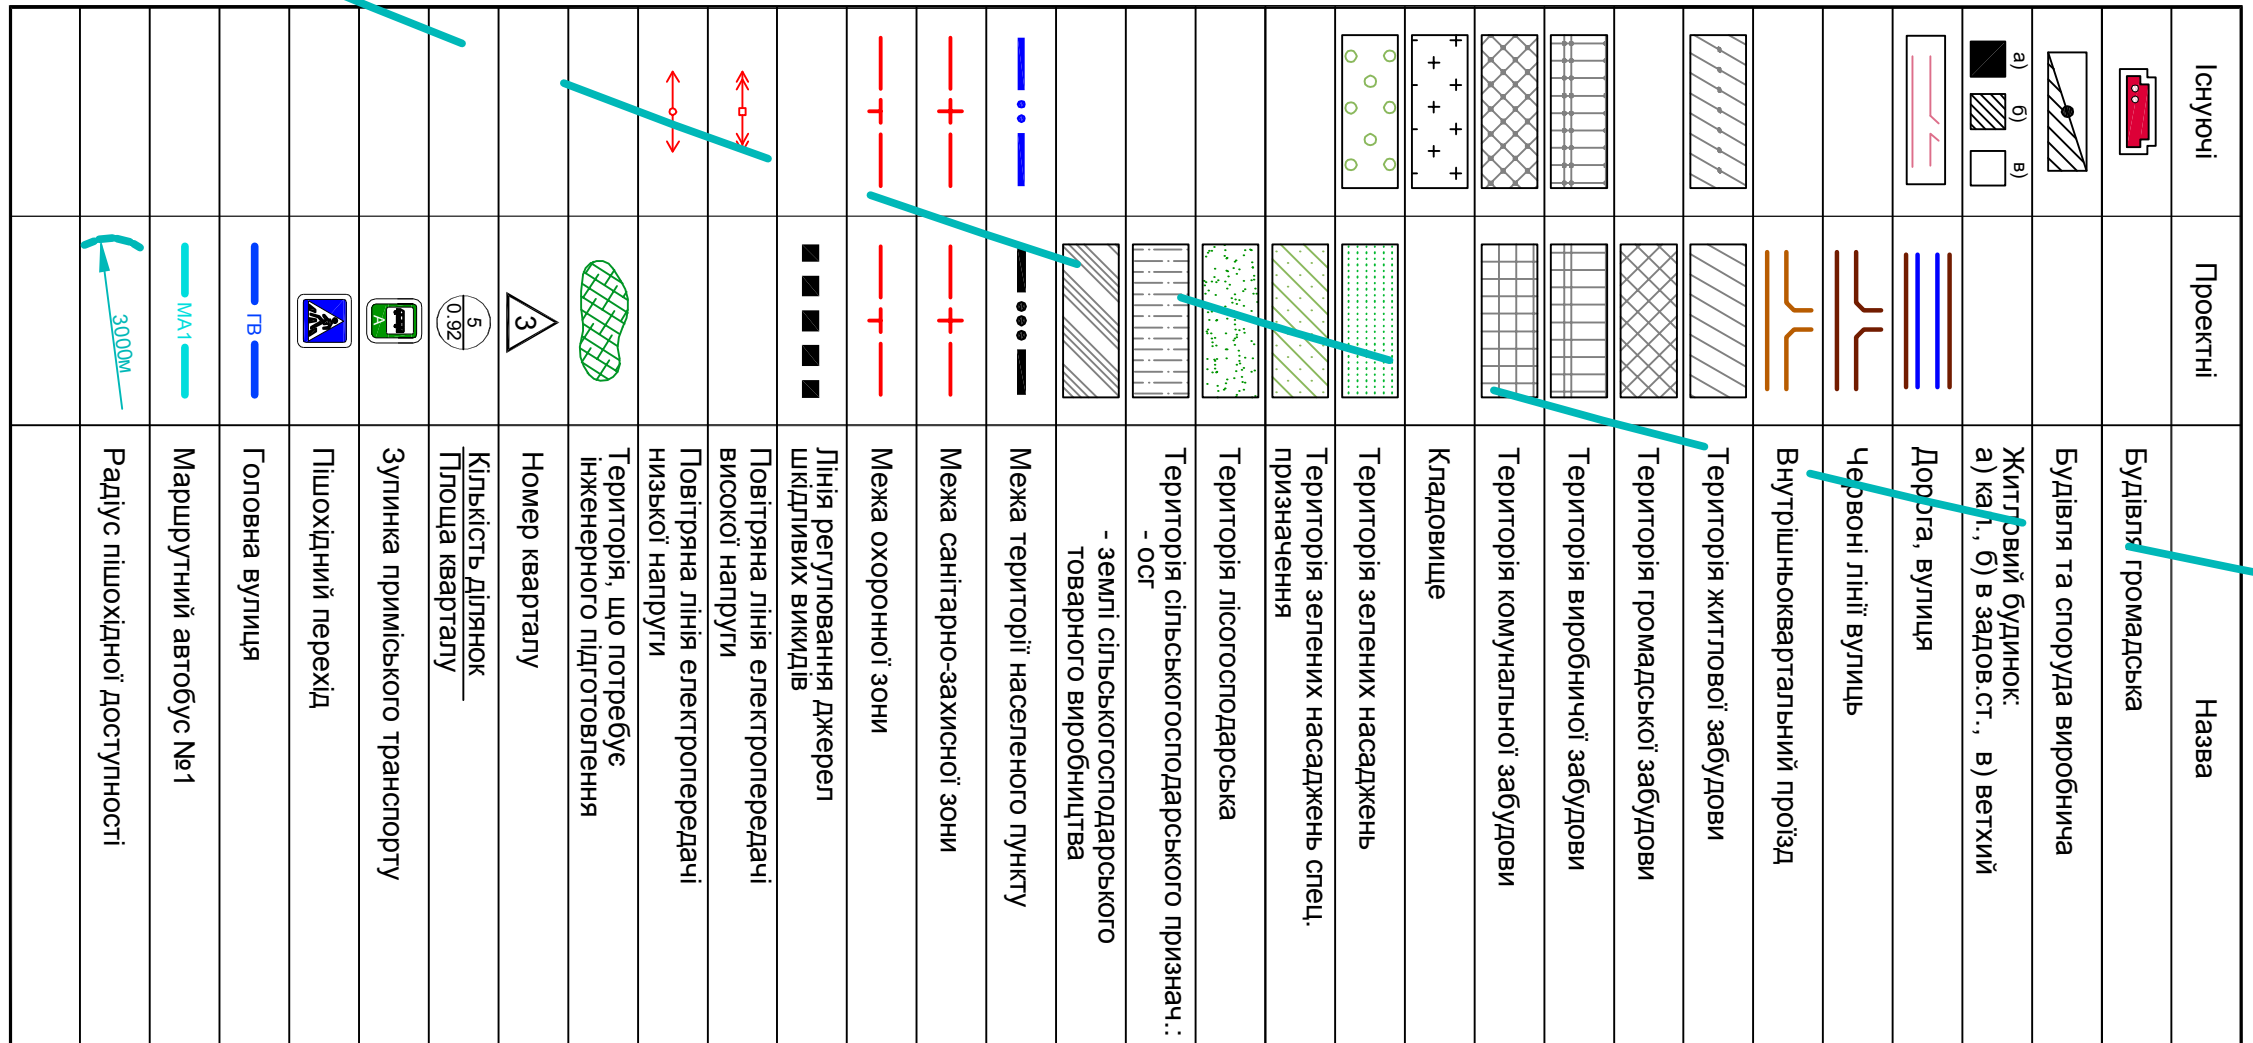 Існуючі
Проектні
Назва
Будівля громадська
Будівля та споруда виробнича
а)
б)
в)
Житловий будинок:
а) кап., б) в задов.ст., в) ветхий
Дорога, вулиця
Червоні лінії вулиць
Внутрішньоквартальний проїзд
Територія житлової забудови
Територія громадської забудови
Територія виробничої забудови
Територія комунальної забудови
Кладовище
Територія зелених насаджень
Територія зелених насаджень спец.
призначення
Територія лісогосподарська
Територія сільськогосподарського признач.:
- осг
- землі сільськогосподарського
товарного виробництва
Межа території населеного пункту
Межа санітарно-захисної зони
Межа охоронної зони
Лінія регулювання джерел
шкідливих викидів
Повітряна лінія електропередачі
високої напруги
Повітряна лінія електропередачі
низької напруги
Територія, що потребує
інженерного підготовлення
3
Номер кварталу
5
0.92
Кількість ділянок
Площа кварталу
А
Зупинка приміського транспорту
Пішохідний перехід
ГВ
Головна вулиця
МА1
Маршрутний автобус №1
3000м
Радіус пішохідної доступності